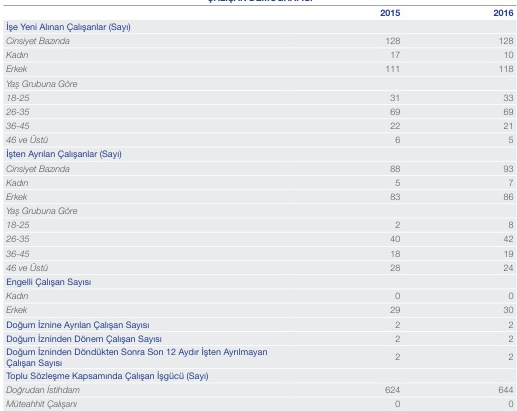 2015 2016
İşe Yeni Alınan Çalışanlar (Sayı)
Cinsiyet Bazında 128 128
Kadın 17 10
Erkek 111 118
Yaş Grubuna Göre
18-25 31 33
26-35 69 69
36-45 22 21
46 ve Üstü 6 5
İşten Ayrılan Çalışanlar (Sayı)
Cinsiyet Bazında 88 93
Kadın 5 7
Erkek 83 86
Yaş Grubuna Göre
18-25 2 8
26-35 40 42
36-45 18 19
46 ve Üstü 28 24
Engelli Çalışan Sayısı
Kadın 0 0
Erkek 29 30
Doğum İznine Ayrılan Çalışan Sayısı 2 2
Doğum İzninden Dönem Çalışan Sayısı 2 2
Doğum İzninden Döndükten Sonra Son 12 Aydır İşten Ayrılmayan
Çalışan Sayısı 2 2
Toplu Sözleşme Kapsamında Çalışan İşgücü (Sayı)
Doğrudan İstihdam 624 644
Müteahhit Çalışanı 0 0